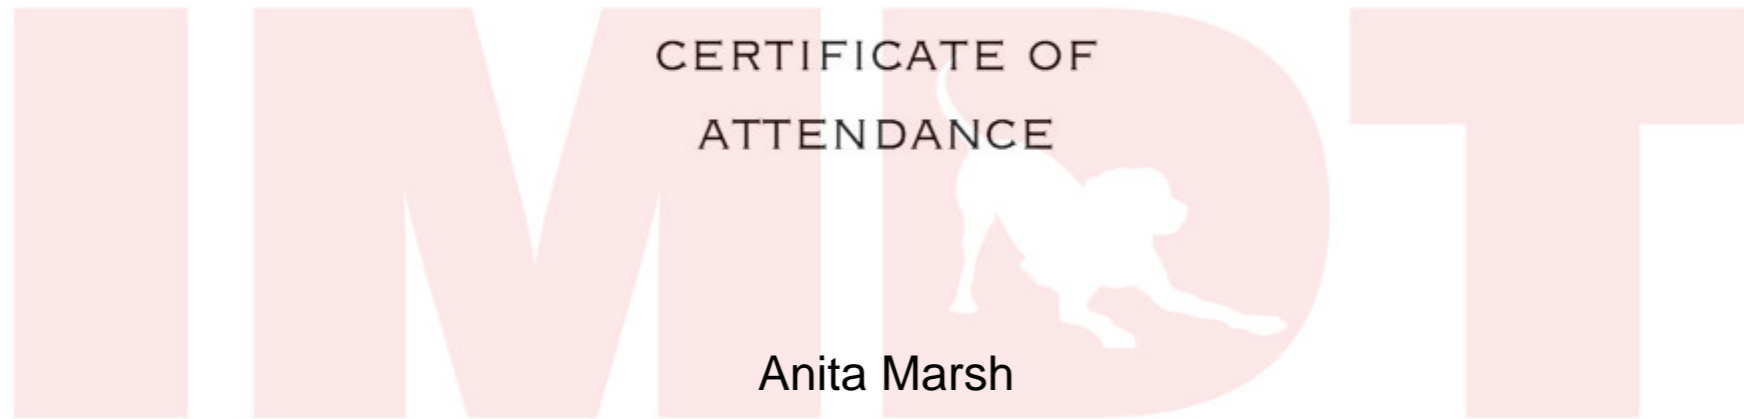 IMDT
CERTIFICATE OF
ATTENDANCE
Anita Marsh